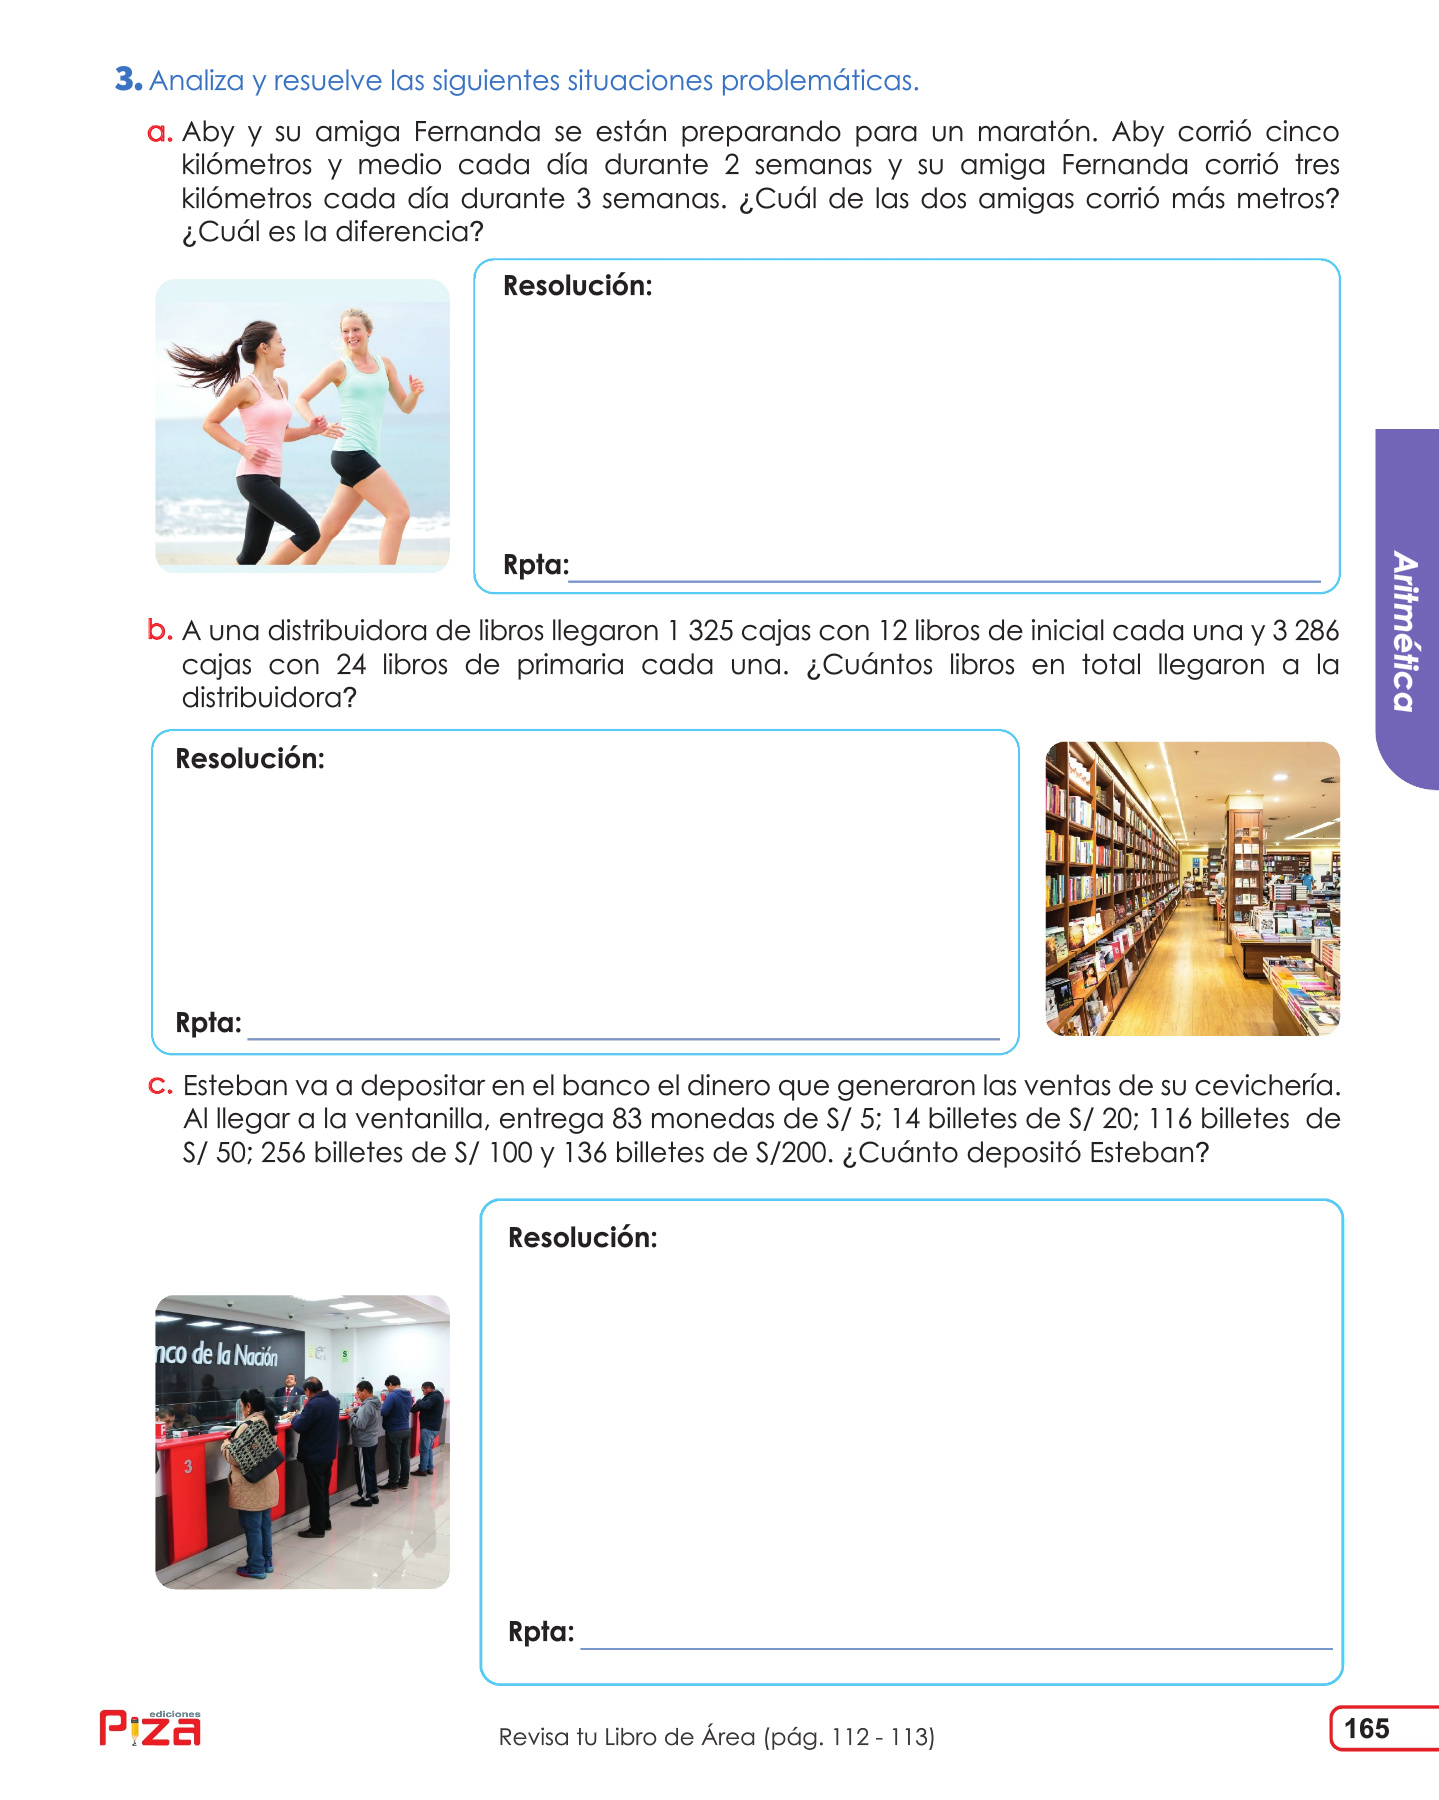 3. Analiza y resuelve las siguientes situaciones problemáticas.
a. Aby y su amiga Fernanda se están preparando para un maratón. Aby corrió cinco
kilómetros y medio cada día durante 2 semanas y su amiga Fernanda corrió tres
kilómetros cada día durante 3 semanas. ¿Cuál de las dos amigas corrió más metros?
¿Cuál es la diferencia?
Resolución:
Rpta:
Aritmética
b. A una distribuidora de libros llegaron 1 325 cajas con 12 libros de inicial cada una y 3 286
cajas con 24 libros de primaria cada una. ¿Cuántos libros en total llegaron a la
distribuidora?
Resolución:
Rpta:
c. Esteban va a depositar en el banco el dinero que generaron las ventas de su cevichería.
Al llegar a la ventanilla, entrega 83 monedas de S/ 5; 14 billetes de S/ 20; 116 billetes de
S/ 50; 256 billetes de S/ 100 y 136 billetes de S/200. ¿Cuánto depositó Esteban?
Resolución:
nco de la Nación
3
Rpta:
ediciones
Piza
Revisa tu Libro de Área (pág. 112 - 113)
165